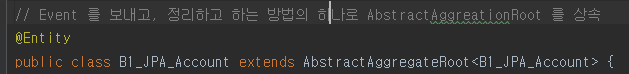 // Event 를 보내고, 정리하고 하는 방법의 하나로 AbstractAggreationRoot 를 상속
@Entity
public class B1_JPA_Account extends AbstractAggregateRoot<B1_JPA_Account> {